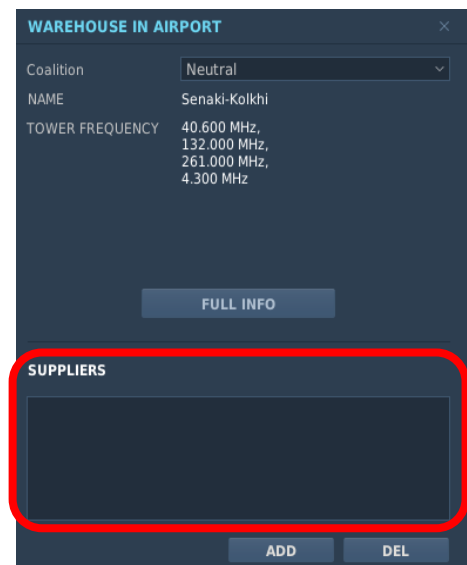 WAREHOUSE IN AIRPORT
Coalition Neutral
NAME Senaki-Kolkhi
TOWER FREQUENCY 40.600 MHz,
132.000 MHz,
261.000 MHz,
4.300 MHz
FULL INFO
SUPPLIERS
ADD DEL